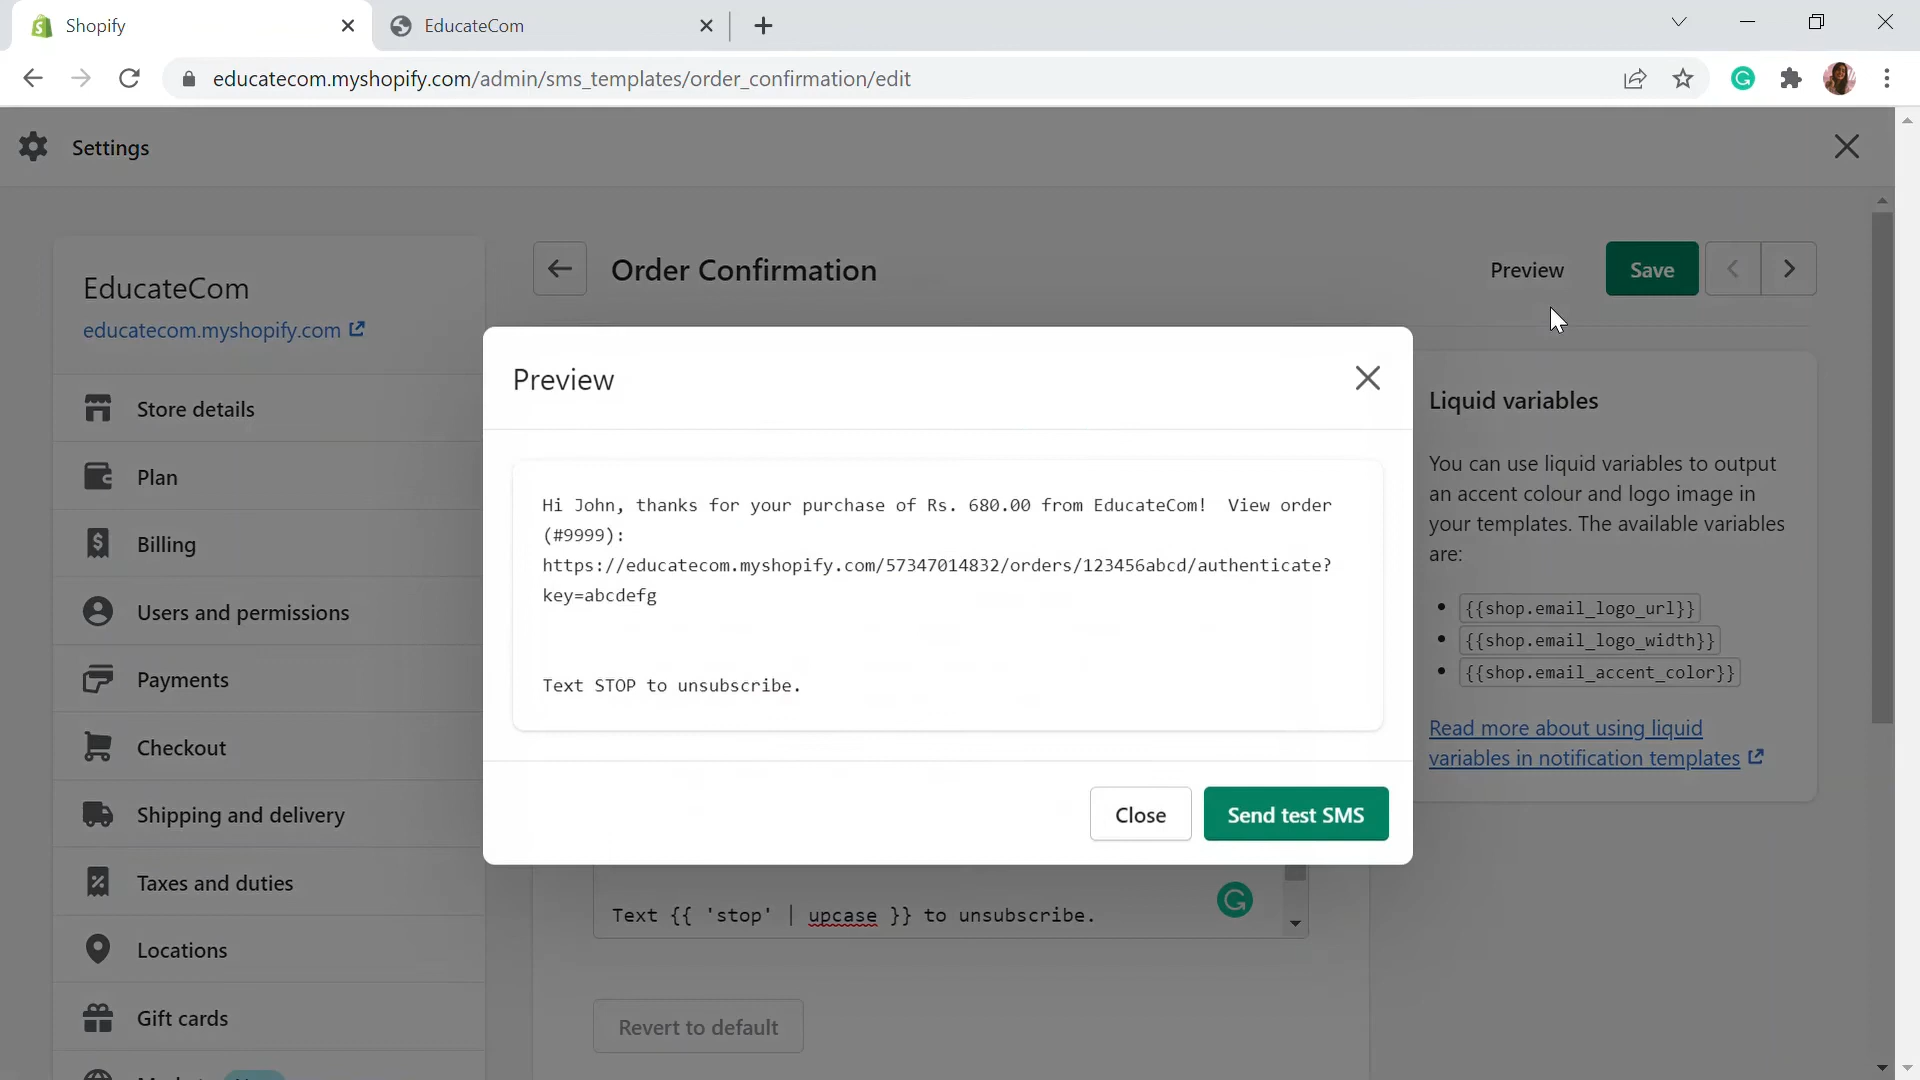 Shopify
EducateCom
educatecom.myshopify.com/admin/sms_templates/order_confirmation/edit
Settings
EducateCom
educatecom.myshopify.com
Store details
Plan
Billing
Users and permissions
Payments
Checkout
Shipping and delivery
Taxes and duties
Locations
Gift cards
Order Confirmation
Preview
Save
Preview
Hi John, thanks for your purchase of Rs. 680.00 from EducateCom!  View order
(#9999):
https://educatecom.myshopify.com/57347014832/orders/123456abcd/authenticate?
key=abcdefg
Text STOP to unsubscribe.
Close
Send test SMS
Text {{ 'stop' | upcase }} to unsubscribe.
Revert to default
Liquid variables
You can use liquid variables to output
an accent colour and logo image in
your templates. The available variables
are:
{{shop.email_logo_url}}
{{shop.email_logo_width}}
{{shop.email_accent_color}}
Read more about using liquid
variables in notification templates